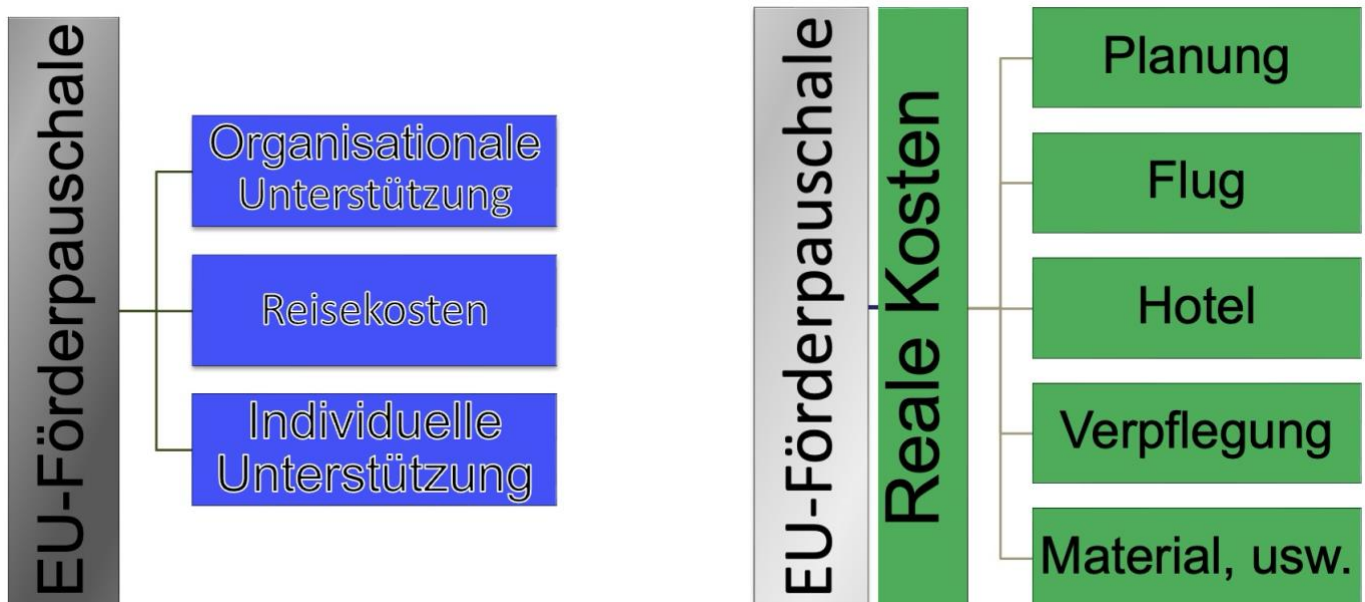 EU-Förderpauschale
Organisationale
Unterstützung
Reisekosten
Individuelle
Unterstützung
EU-Förderpauschale
Reale Kosten
Planung
Flug
Hotel
Verpflegung
Material, usw.